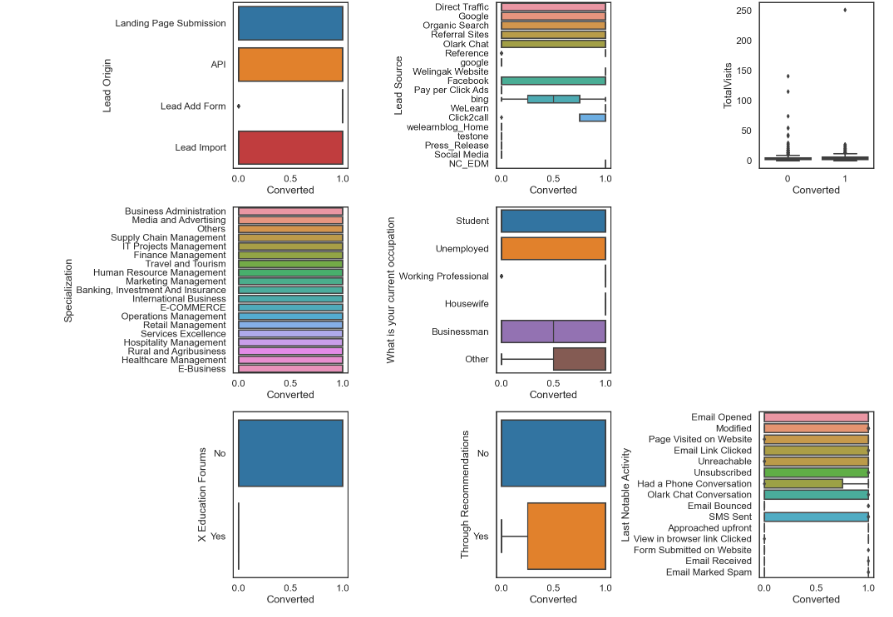 Lead Origin
Landing Page Submission
API
Lead Add Form
Lead Import
0.0 0.5 1.0
Converted
Lead Source
Direct Traffic
Google
Organic Search
Referral Sites
Olark Chat
Reference
google
Welingak Website
Facebook
Pay per Click Ads
bing
WeLearn
Click2call
welearnblog_Home
testone
Press_Release
Social Media
NC_EDM
0.0 0.5 1.0
Converted
TotalVisits
250
200
150
100
50
0
0 1
Converted
Specialization
Business Administration
Media and Advertising
Others
Supply Chain Management
IT Projects Management
Finance Management
Travel and Tourism
Human Resource Management
Marketing Management
Banking, Investment And Insurance
International Business
E-COMMERCE
Operations Management
Retail Management
Services Excellence
Hospitality Management
Rural and Agribusiness
Healthcare Management
E-Business
0.0 0.5 1.0
Converted
What is your current occupation
Student
Unemployed
Working Professional
Housewife
Businessman
Other
0.0 0.5 1.0
Converted
X Education Forums
No
Yes
0.0 0.5 1.0
Converted
Through Recommendations
No
Yes
0.0 0.5 1.0
Converted
Last Notable Activity
Email Opened
Modified
Page Visited on Website
Email Link Clicked
Unreachable
Unsubscribed
Had a Phone Conversation
Olark Chat Conversation
Email Bounced
SMS Sent
Approached upfront
View in browser link Clicked
Form Submitted on Website
Email Received
Email Marked Spam
0.0 0.5 1.0
Converted